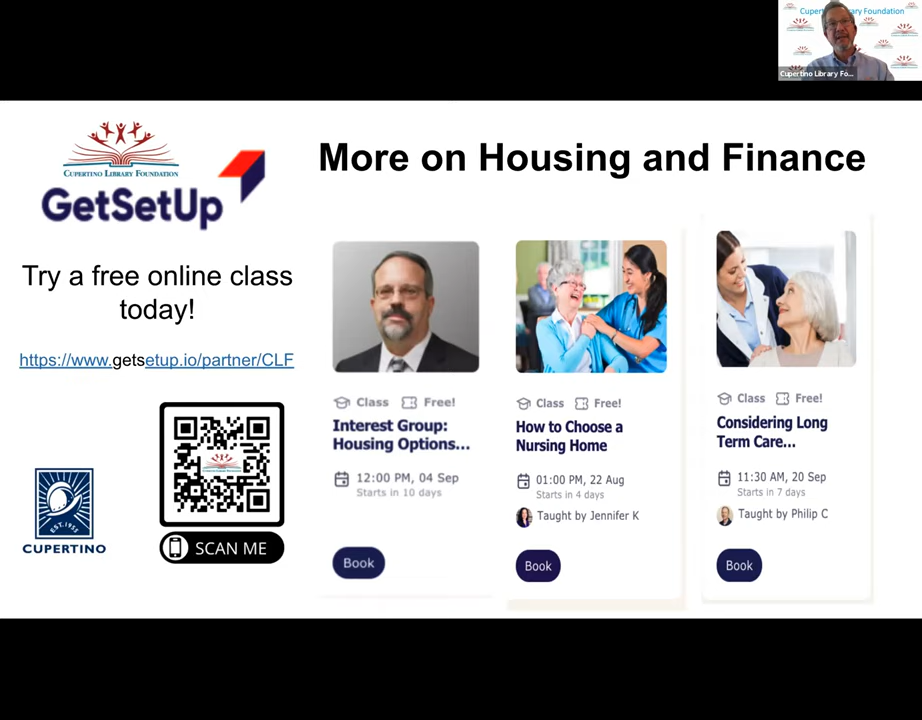 Cupertino Library Foundation
Cupertino Library Fo...
CUPERTINO LIBRARY FOUNDATION
GetSetUp
More on Housing and Finance
Try a free online class
today!
https://www.getsetup.io/partner/CLF
EST. 1955
CUPERTINO
SCAN ME
Class Free!
Interest Group:
Housing Options...
12:00 PM, 04 Sep
Starts in 10 days
Book
Class Free!
How to Choose a
Nursing Home
01:00 PM, 22 Aug
Starts in 4 days
Taught by Jennifer K
Book
Class Free!
Considering Long
Term Care...
11:30 AM, 20 Sep
Starts in 7 days
Taught by Philip C
Book